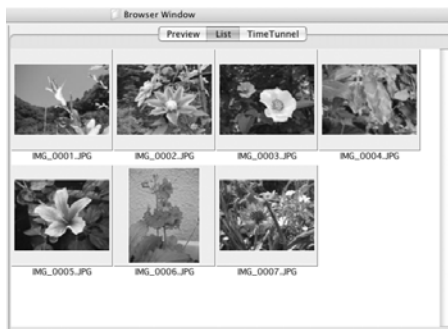 Browser Window
Preview List TimeTunnel
IMG_0001.JPG IMG_0002.JPG IMG_0003.JPG IMG_0004.JPG
IMG_0005.JPG IMG_0006.JPG IMG_0007.JPG